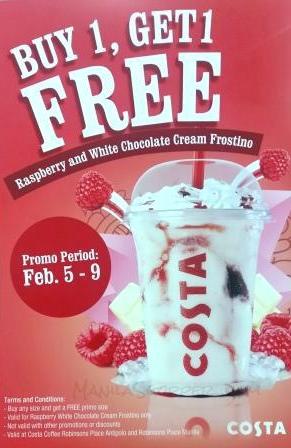 BUY 1, GET 1
FREE
Raspberry and White Chocolate Cream Frostino
Promo Period:
Feb. 5 - 9
COSTA
Terms and Conditions:
- Buy any size and get a FREE primo size
- Valid for Raspberry White Chocolate Cream Frostino only
- Not valid with other promotions or discounts
- Valid at Costa Coffee Robinsons Place Antipolo and Robinsons Place Manila
COSTA